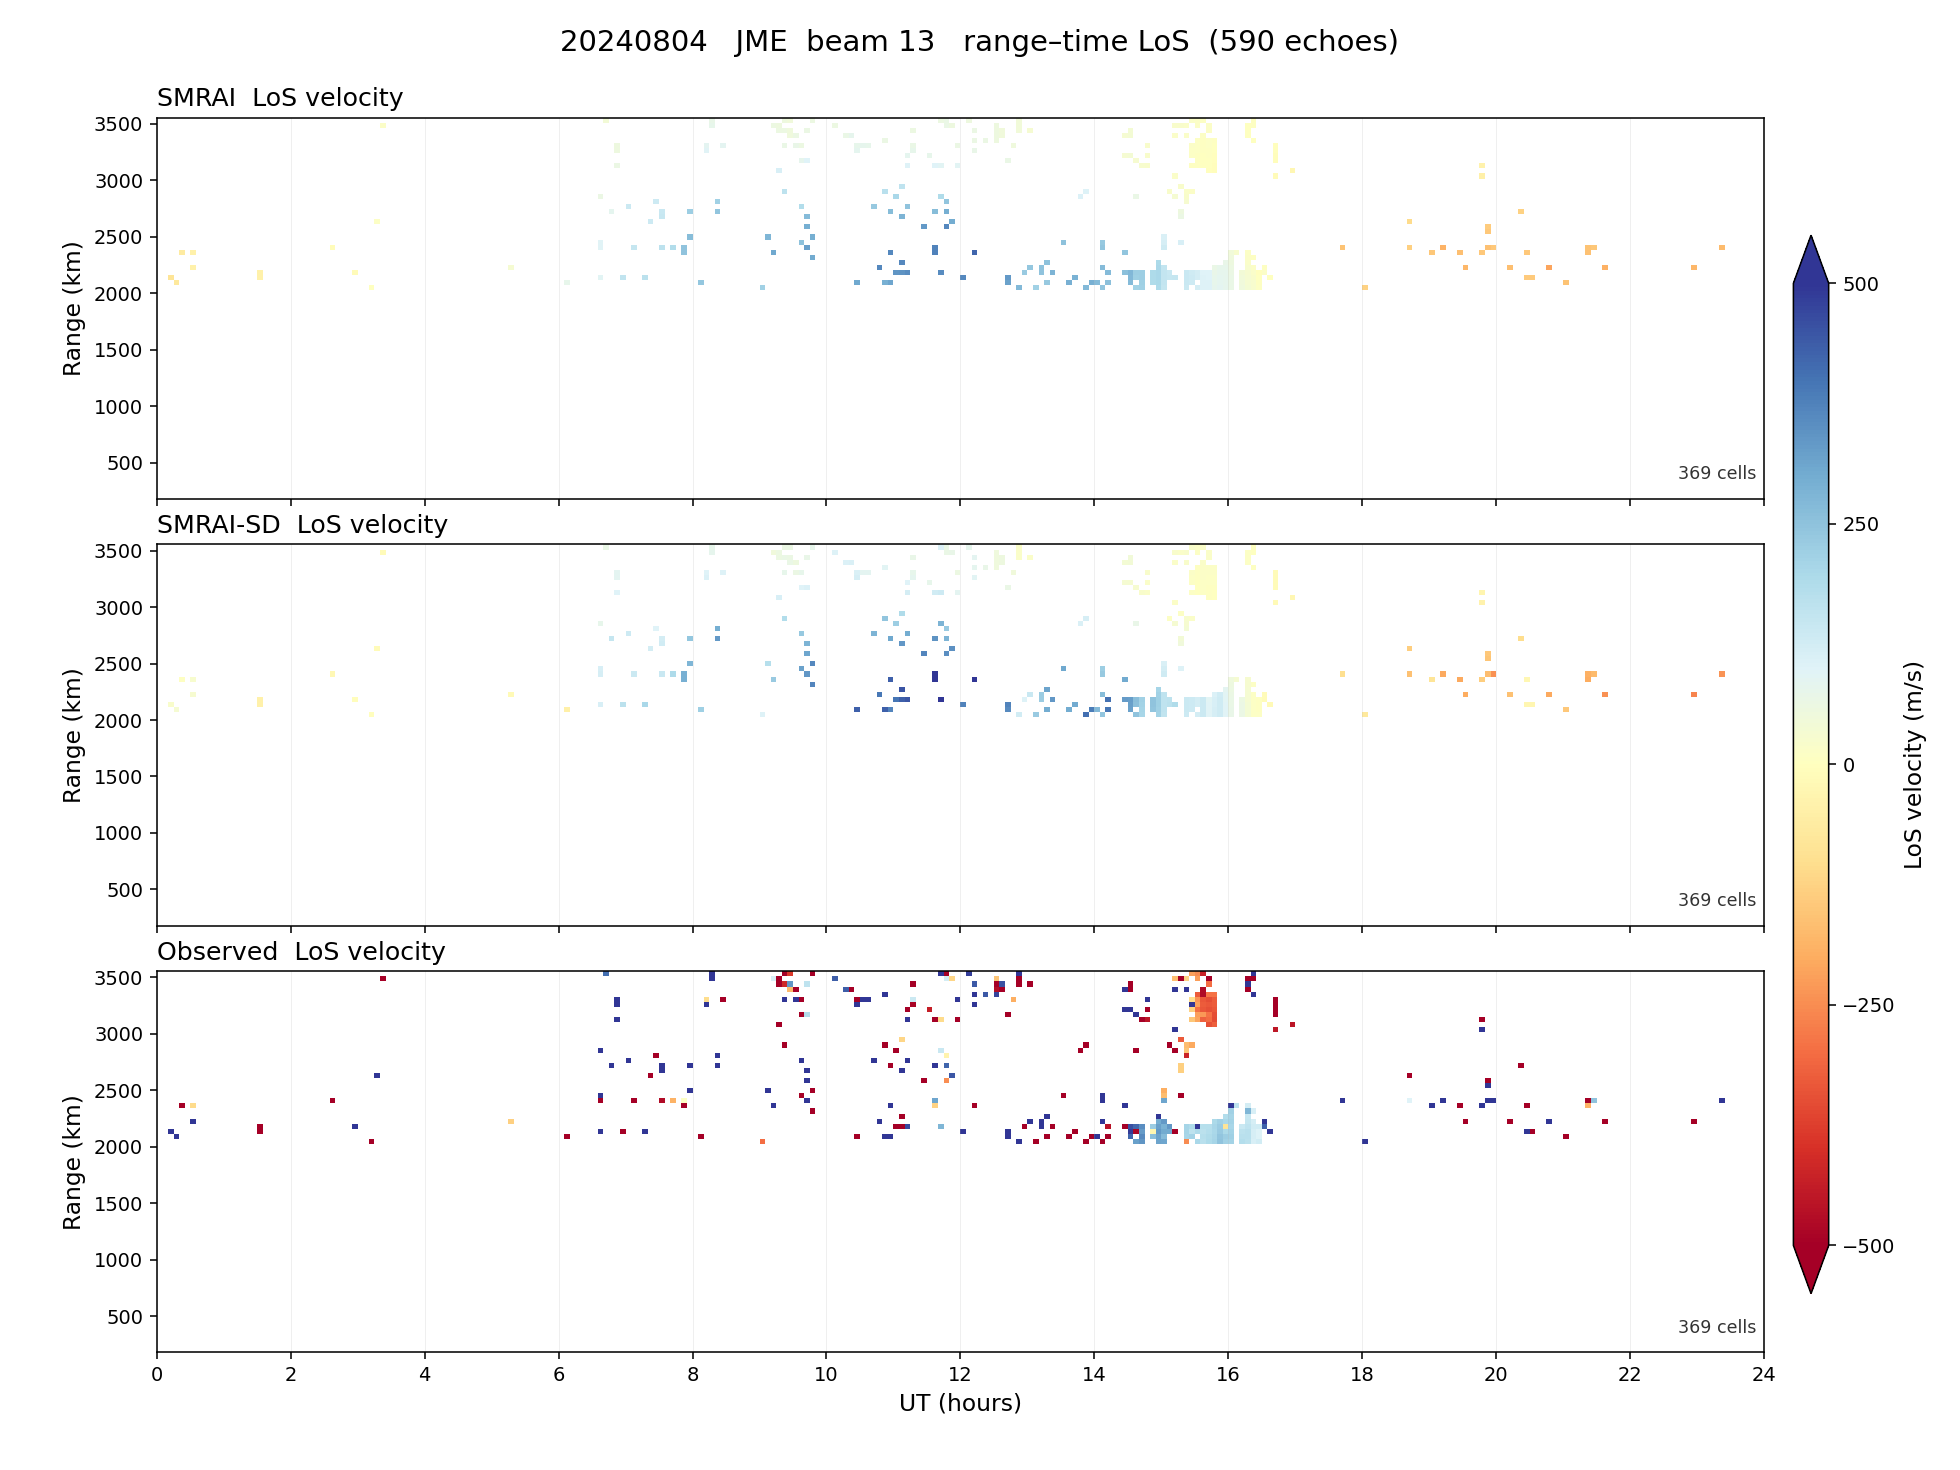 20240804 JME beam 13 range–time LoS (590 echoes)
SMRAI LoS velocity
3500
3000
2500
2000
1500
1000
500
Range (km)
369 cells
SMRAI-SD LoS velocity
3500
3000
2500
2000
1500
1000
500
Range (km)
369 cells
Observed LoS velocity
3500
3000
2500
2000
1500
1000
500
Range (km)
369 cells
0 2 4 6 8 10 12 14 16 18 20 22 24
UT (hours)
500
250
0
−250
−500
LoS velocity (m/s)